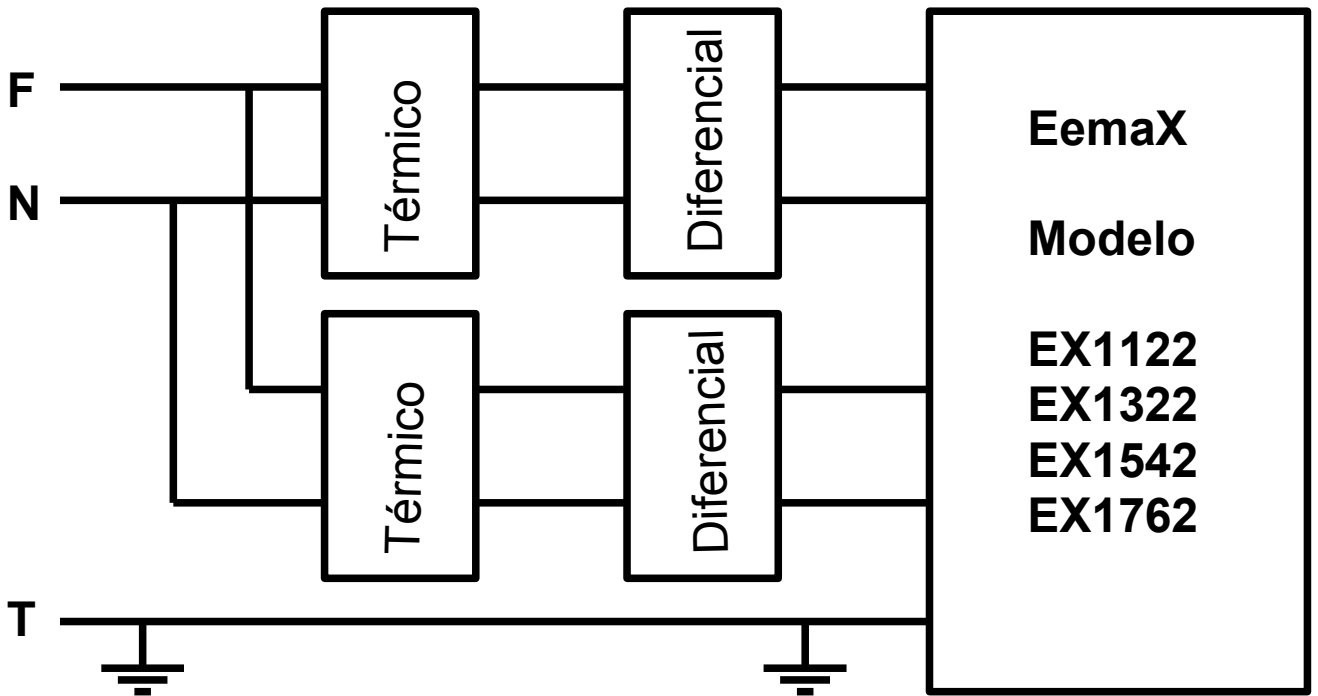 F
N
T
Térmico
Diferencial
Térmico
Diferencial
EemaX
Modelo
EX1122
EX1322
EX1542
EX1762